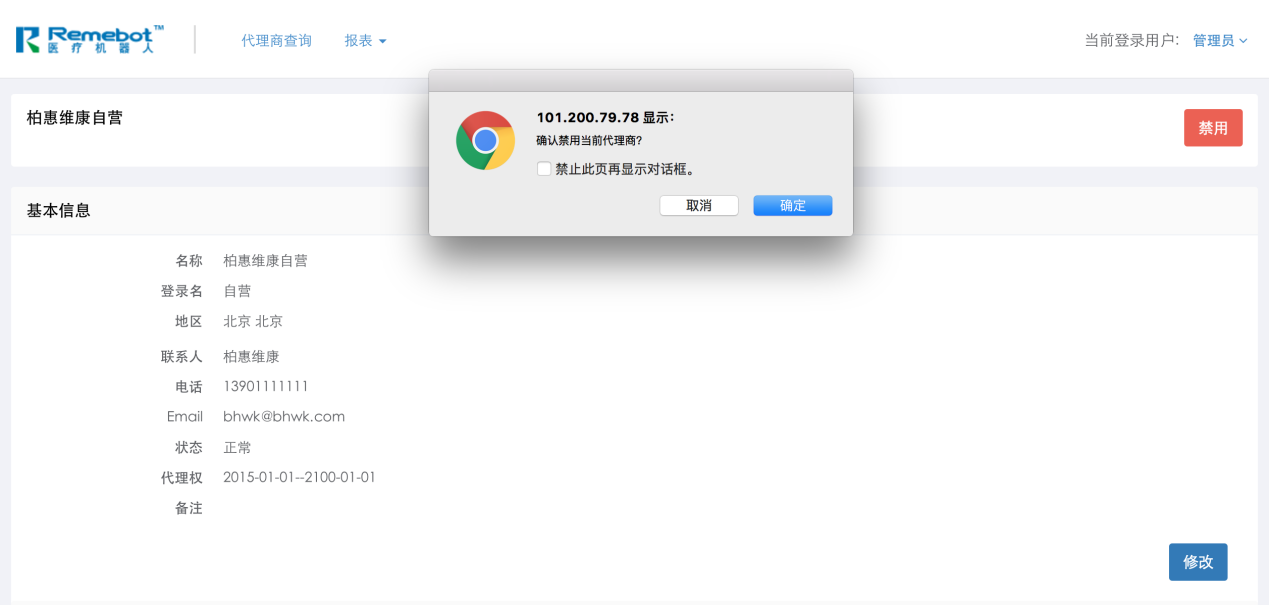 Remebot™
医疗机器人
代理商查询 报表
当前登录用户: 管理员
101.200.79.78 显示:
确认禁用当前代理商?
禁止此页再显示对话框。
取消 确定
柏惠维康自营
禁用
基本信息
名称 柏惠维康自营
登录名 自营
地区 北京 北京
联系人 柏惠维康
电话 13901111111
Email bhwk@bhwk.com
状态 正常
代理权 2015-01-01--2100-01-01
备注
修改